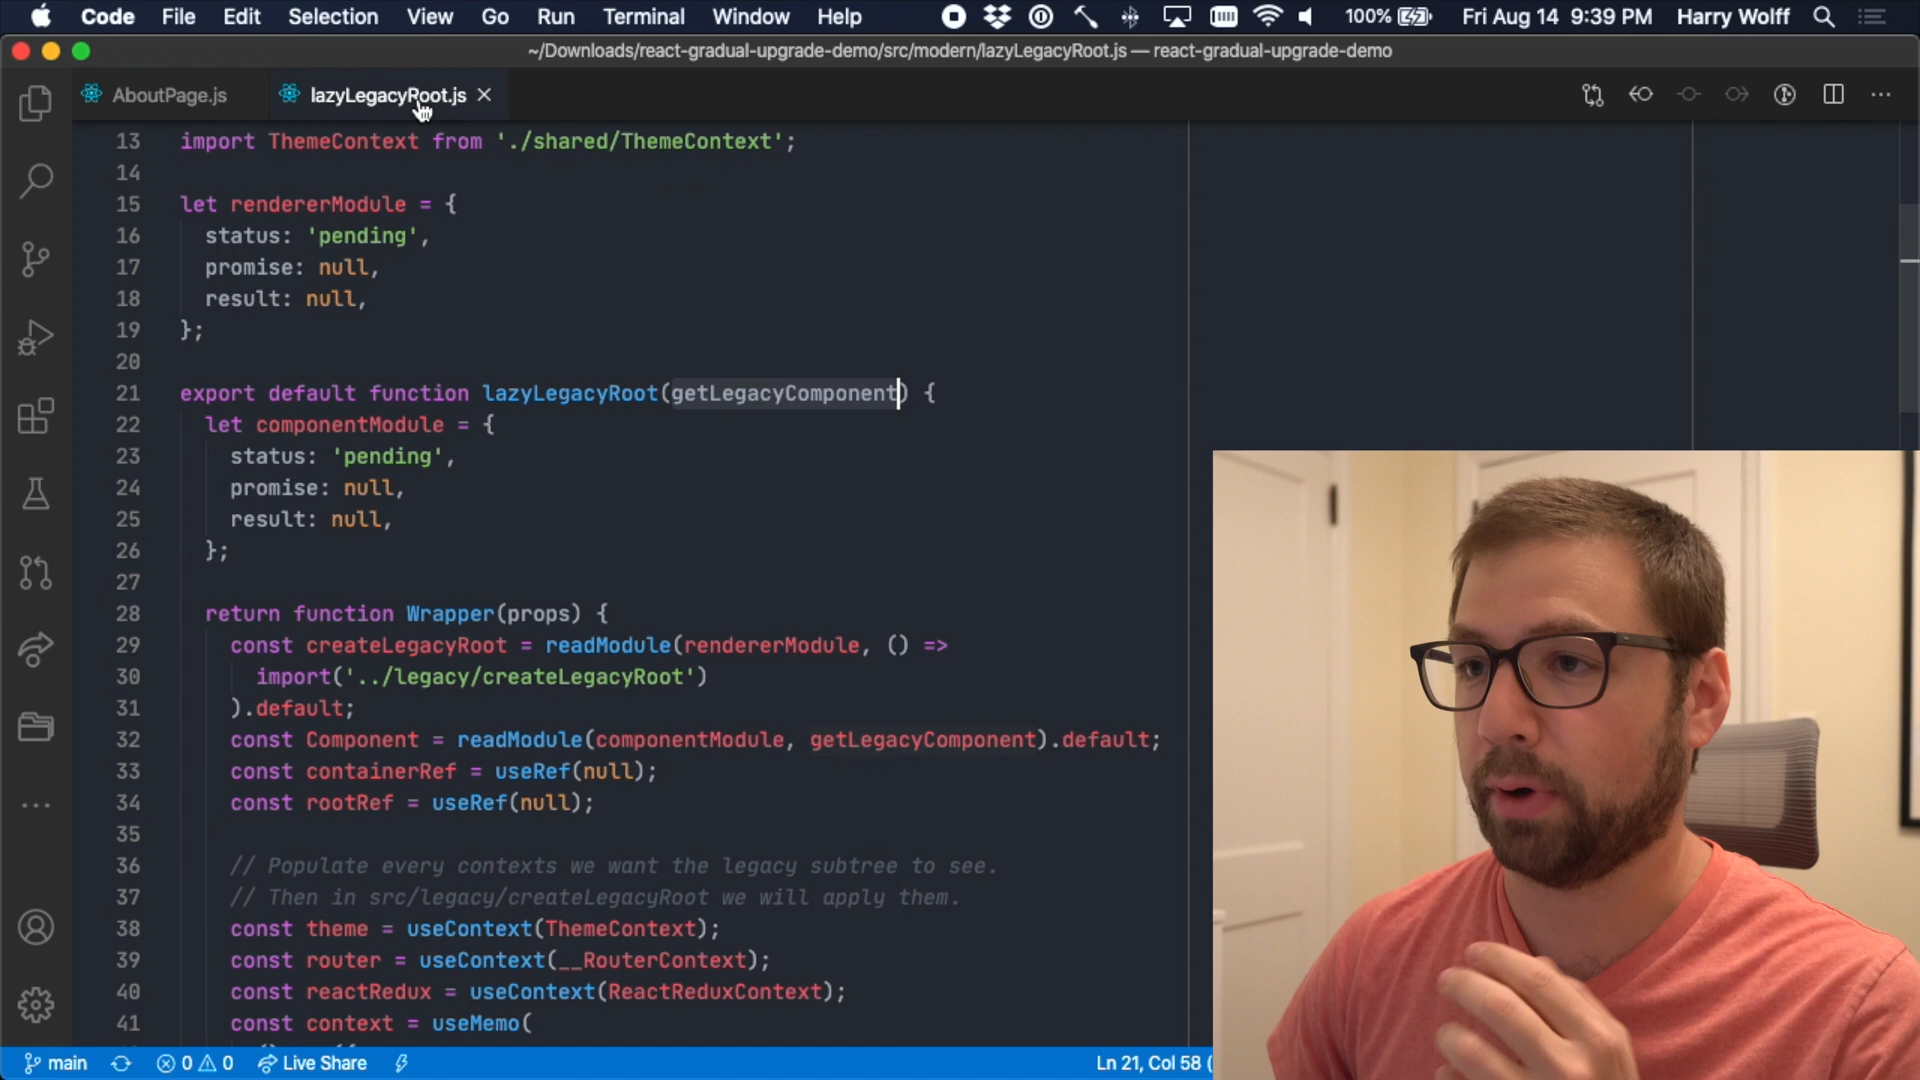 Code File Edit Selection View Go Run Terminal Window Help 100% Fri Aug 14 9:39 PM Harry Wolff
~/Downloads/react-gradual-upgrade-demo/src/modern/lazyLegacyRoot.js — react-gradual-upgrade-demo
AboutPage.js lazyLegacyRoot.js
13 import ThemeContext from './shared/ThemeContext';
14
15 let rendererModule = {
16 status: 'pending',
17 promise: null,
18 result: null,
19 };
20
21 export default function lazyLegacyRoot(getLegacyComponent) {
22 let componentModule = {
23 status: 'pending',
24 promise: null,
25 result: null,
26 };
27
28 return function Wrapper(props) {
29 const createLegacyRoot = readModule(rendererModule, () =>
30 import('../legacy/createLegacyRoot')
31 ).default;
32 const Component = readModule(componentModule, getLegacyComponent).default;
33 const containerRef = useRef(null);
34 const rootRef = useRef(null);
35
36 // Populate every contexts we want the legacy subtree to see.
37 // Then in src/legacy/createLegacyRoot we will apply them.
38 const theme = useContext(ThemeContext);
39 const router = useContext(__RouterContext);
40 const reactRedux = useContext(ReactReduxContext);
41 const context = useMemo(
main 0 0 Live Share Ln 21, Col 58 (